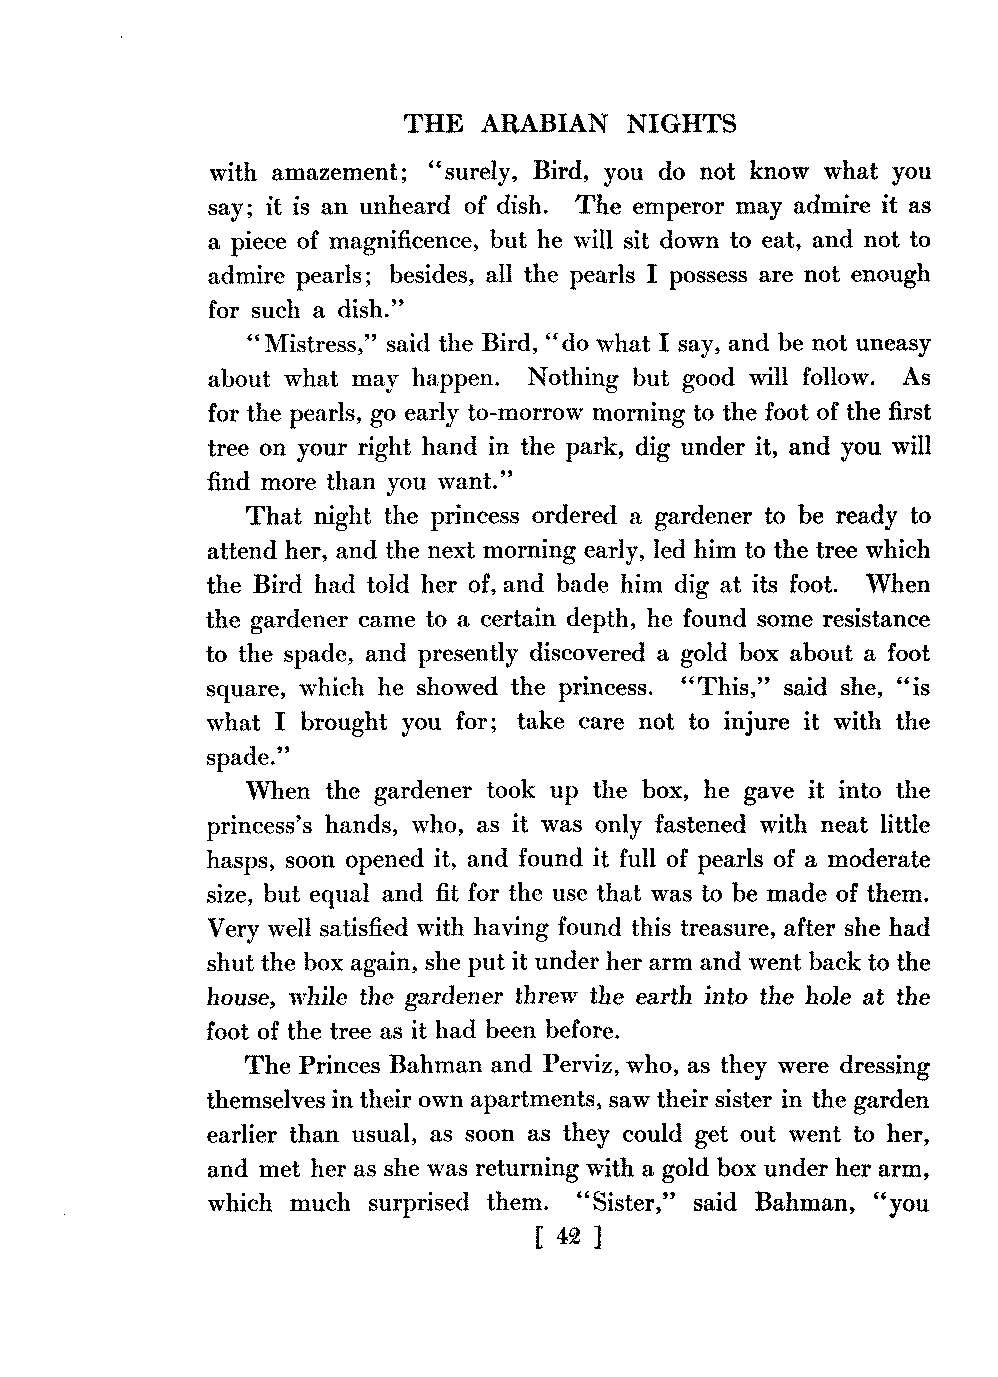 THE ARABIAN NIGHTS
with amazement; “surely, Bird, you do not know what you
say; it is an unheard of dish. The emperor may admire it as
a piece of magnificence, but he will sit down to eat, and not to
admire pearls; besides, all the pearls I possess are not enough
for such a dish.”
“Mistress,” said the Bird, “do what I say, and be not uneasy
about what may happen. Nothing but good will follow. As
for the pearls, go early to-morrow morning to the foot of the first
tree on your right hand in the park, dig under it, and you will
find more than you want.”
That night the princess ordered a gardener to be ready to
attend her, and the next morning early, led him to the tree which
the Bird had told her of, and bade him dig at its foot. When
the gardener came to a certain depth, he found some resistance
to the spade, and presently discovered a gold box about a foot
square, which he showed the princess. “This,” said she, “is
what I brought you for; take care not to injure it with the
spade.”
When the gardener took up the box, he gave it into the
princess’s hands, who, as it was only fastened with neat little
hasps, soon opened it, and found it full of pearls of a moderate
size, but equal and fit for the use that was to be made of them.
Very well satisfied with having found this treasure, after she had
shut the box again, she put it under her arm and went back to the
house, while the gardener threw the earth into the hole at the
foot of the tree as it had been before.
The Princes Bahman and Perviz, who, as they were dressing
themselves in their own apartments, saw their sister in the garden
earlier than usual, as soon as they could get out went to her,
and met her as she was returning with a gold box under her arm,
which much surprised them. “Sister,” said Bahman, “you
[ 42 ]